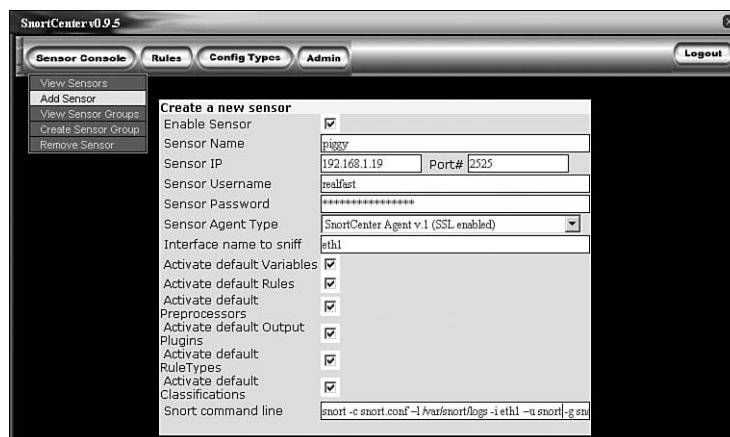 SnortCenter v0.9.5
Sensor Console Rules Config Types Admin Logout
View Sensors
Add Sensor
View Sensor Groups
Create Sensor Group
Remove Sensor
Create a new sensor
Enable Sensor
Sensor Name piggy
Sensor IP 192.168.1.19 Port# 2525
Sensor Username realfast
Sensor Password ****************
Sensor Agent Type SnortCenter Agent v.1 (SSL enabled)
Interface name to sniff eth1
Activate default Variables
Activate default Rules
Activate default
Preprocessors
Activate default Output
Plugins
Activate default
RuleTypes
Activate default
Classifications
Snort command line snort -c snort.conf –l /var/snort/logs -i eth1 –u snort -g